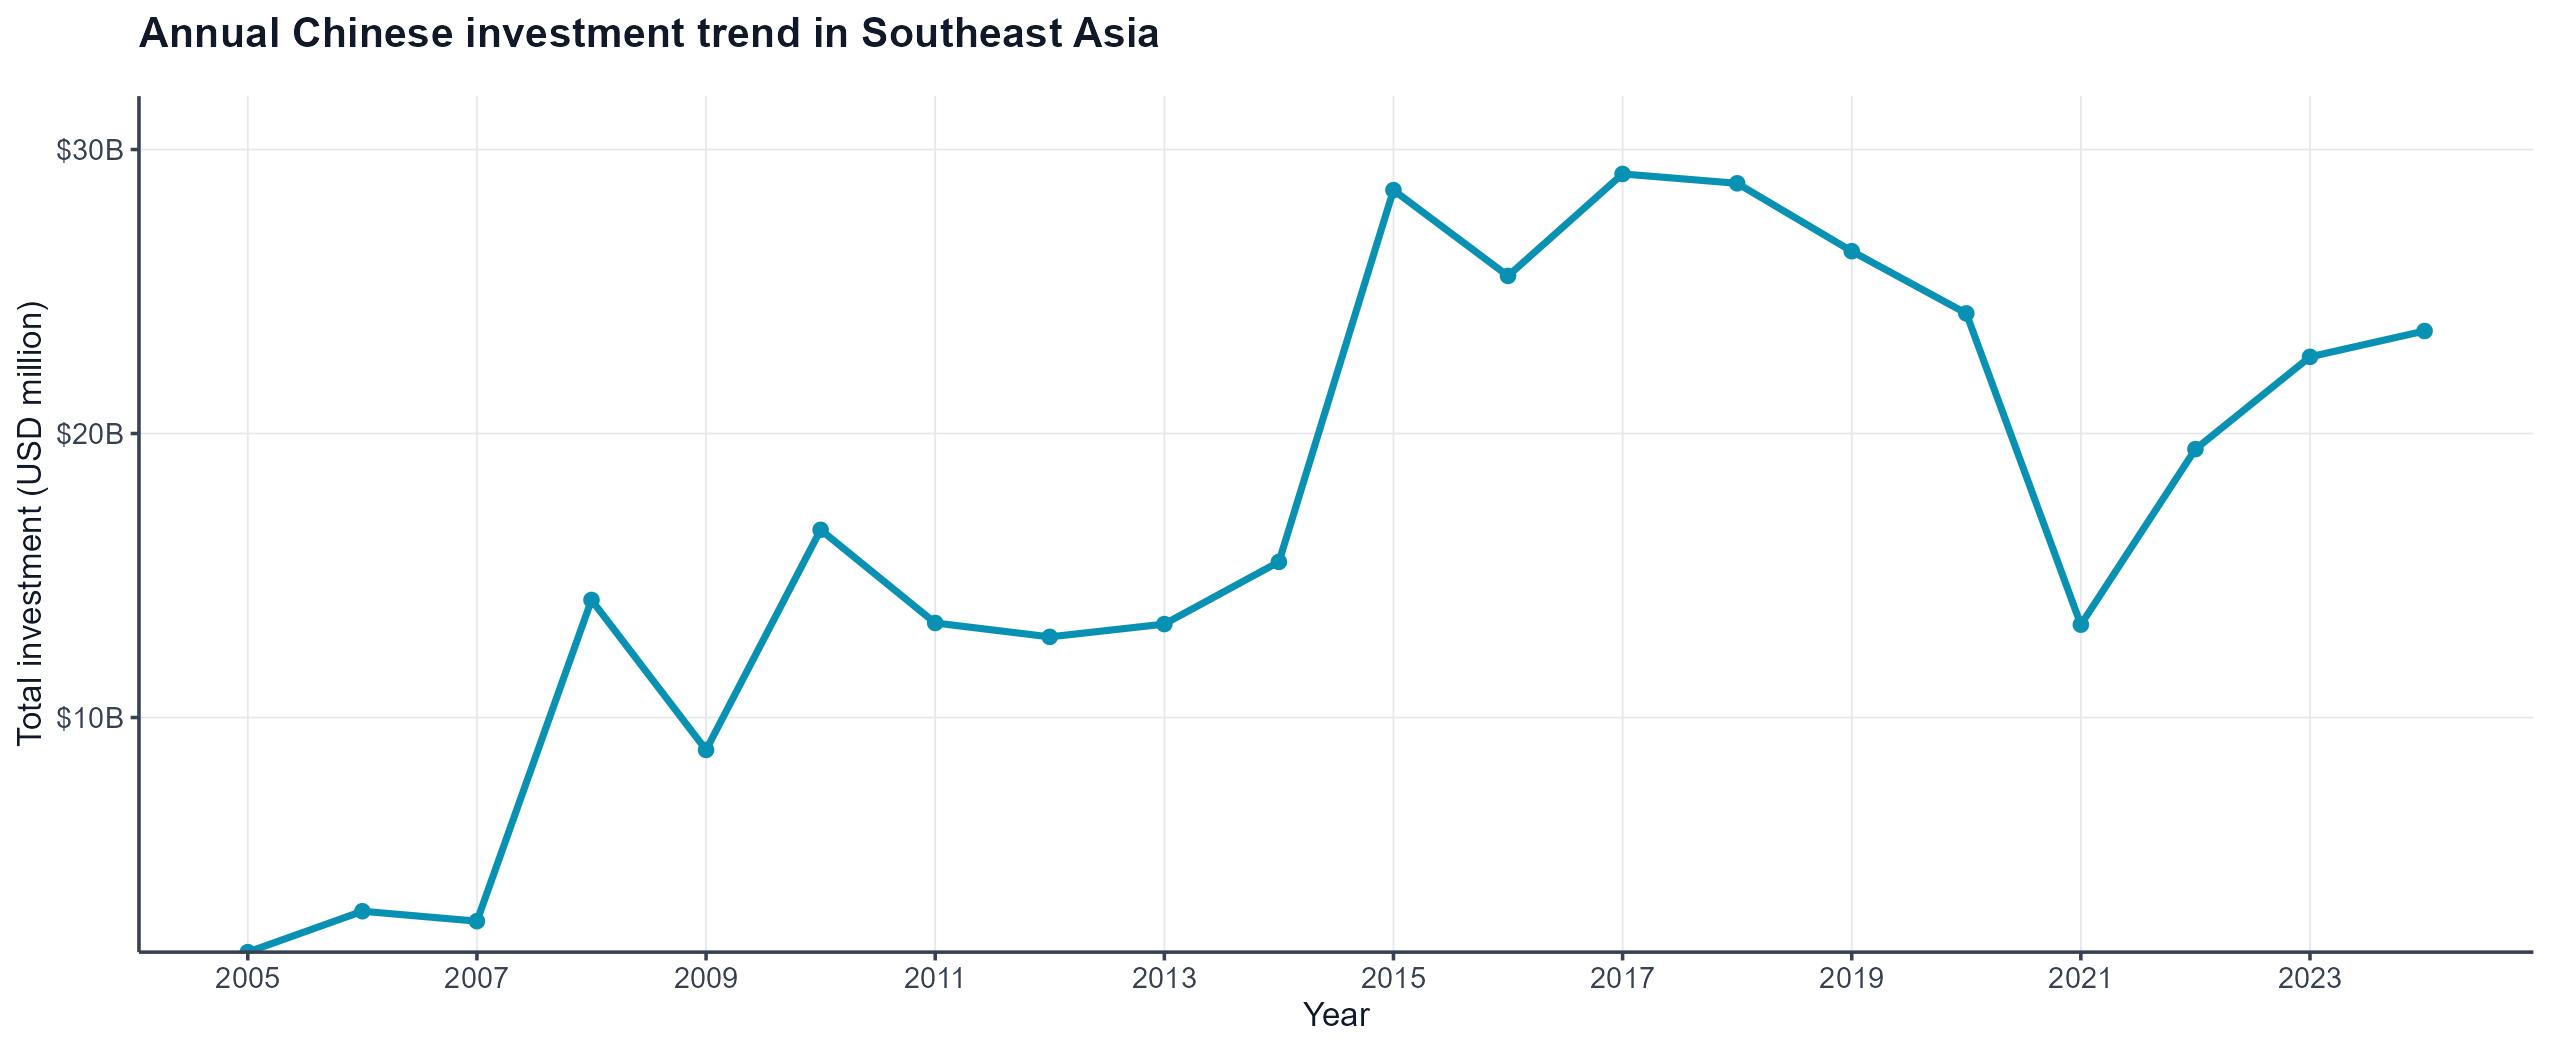 Annual Chinese investment trend in Southeast Asia
Total investment (USD million)
$30B
$20B
$10B
2005 2007 2009 2011 2013 2015 2017 2019 2021 2023
Year